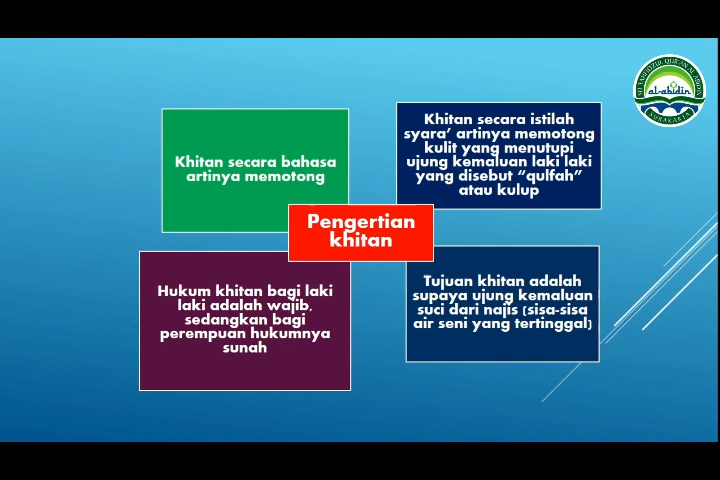 Khitan secara bahasa
artinya memotong
Khitan secara istilah
syara’ artinya memotong
kulit yang menutupi
ujung kemaluan laki laki
yang disebut “qulfah”
atau kulup
Pengertian
khitan
Hukum khitan bagi laki
laki adalah wajib,
sedangkan bagi
perempuan hukumnya
sunah
Tujuan khitan adalah
supaya ujung kemaluan
suci dari najis (sisa-sisa
air seni yang tertinggal)
al-abidin
SURAKARTA